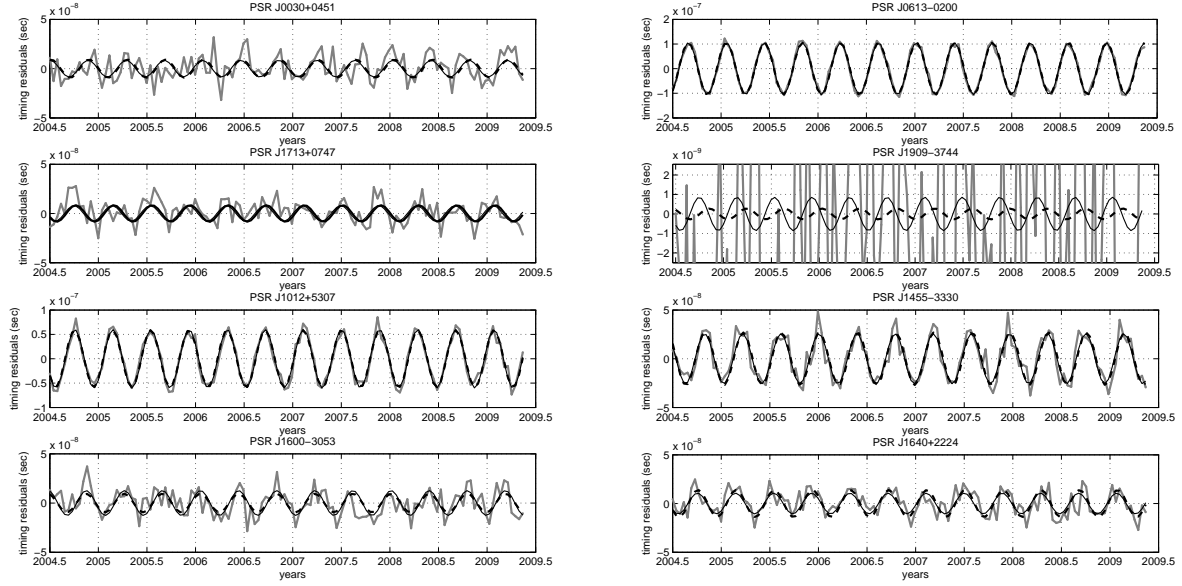 PSR J0030+0451
x 10⁻⁸
5
0
−5
timing residuals (sec)
2004.5 2005 2005.5 2006 2006.5 2007 2007.5 2008 2008.5 2009 2009.5
years
PSR J1713+0747
x 10⁻⁸
5
0
−5
timing residuals (sec)
2004.5 2005 2005.5 2006 2006.5 2007 2007.5 2008 2008.5 2009 2009.5
years
PSR J1012+5307
x 10⁻⁷
1
0.5
0
−0.5
−1
timing residuals (sec)
2004.5 2005 2005.5 2006 2006.5 2007 2007.5 2008 2008.5 2009 2009.5
years
PSR J1600−3053
x 10⁻⁸
5
0
−5
timing residuals (sec)
2004.5 2005 2005.5 2006 2006.5 2007 2007.5 2008 2008.5 2009 2009.5
years
PSR J0613−0200
x 10⁻⁷
2
1
0
−1
−2
timing residuals (sec)
2004.5 2005 2005.5 2006 2006.5 2007 2007.5 2008 2008.5 2009 2009.5
years
PSR J1909−3744
x 10⁻⁹
2
1
0
−1
−2
timing residuals (sec)
2004.5 2005 2005.5 2006 2006.5 2007 2007.5 2008 2008.5 2009 2009.5
years
PSR J1455−3330
x 10⁻⁸
5
0
−5
timing residuals (sec)
2004.5 2005 2005.5 2006 2006.5 2007 2007.5 2008 2008.5 2009 2009.5
years
PSR J1640+2224
x 10⁻⁸
5
0
−5
timing residuals (sec)
2004.5 2005 2005.5 2006 2006.5 2007 2007.5 2008 2008.5 2009 2009.5
years